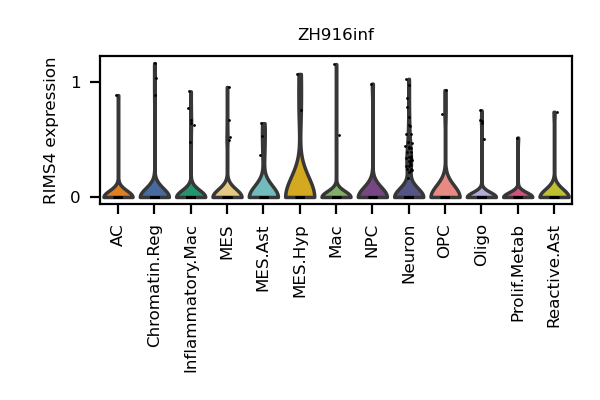 ZH916inf
RIMS4 expression
1
0
AC
Chromatin.Reg
Inflammatory.Mac
MES
MES.Ast
MES.Hyp
Mac
NPC
Neuron
OPC
Oligo
Prolif.Metab
Reactive.Ast